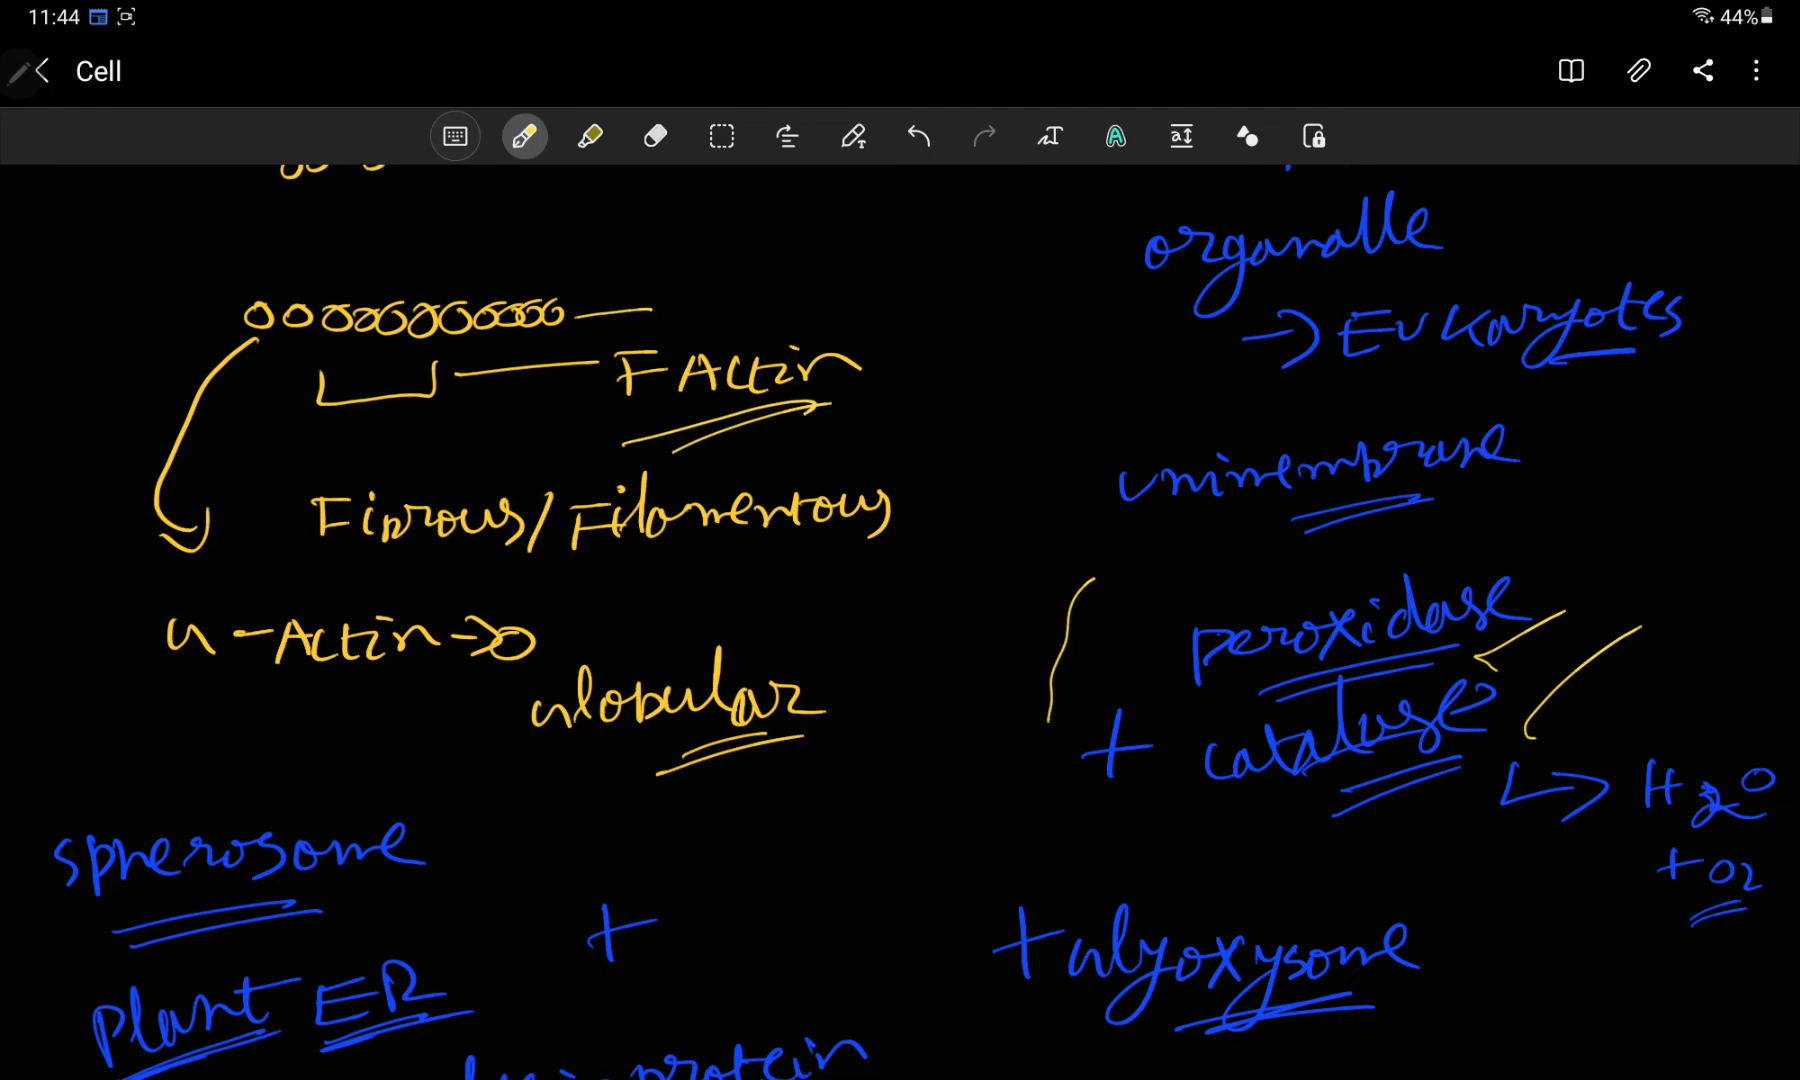 11:44
44%
Cell
organalle
→ EUKaryotes
F Actin
unimembrane
Fibrous/Filamentous
peroxidase
G-Actin →
Globular
+ catalase
H2O
+ O2
spherosome
+
+ Glyoxysome
plant ER
protein